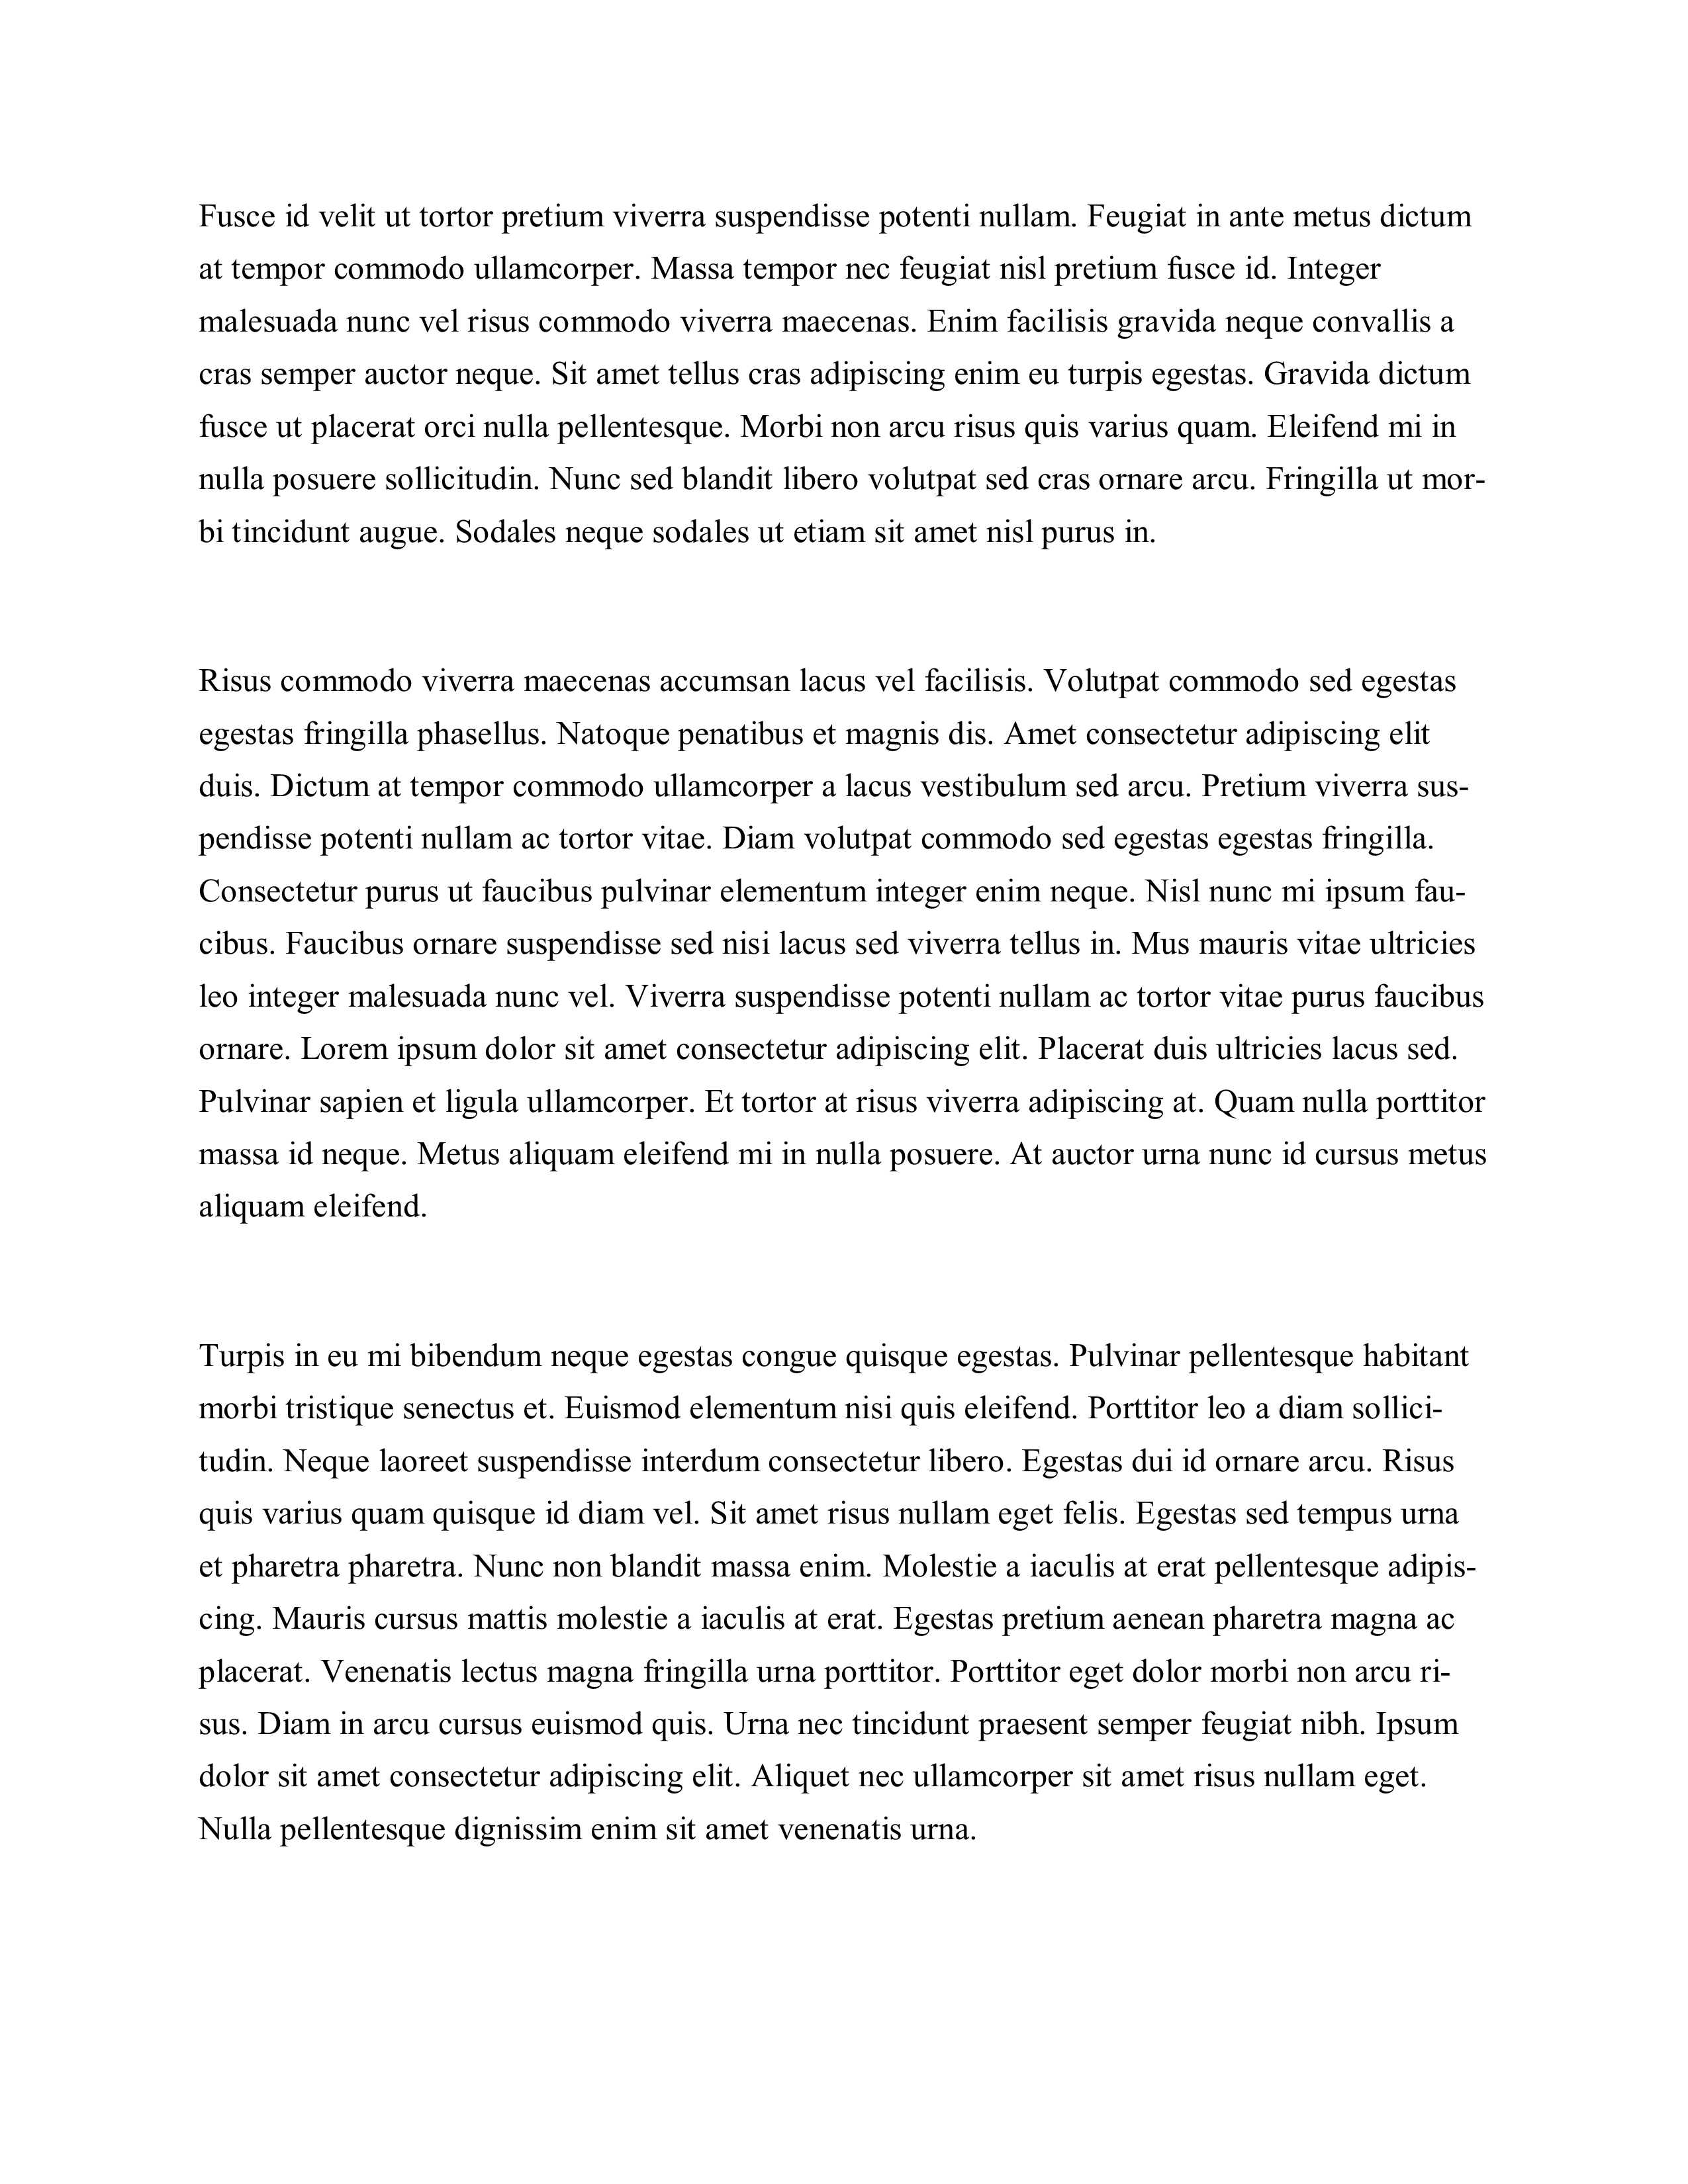 Fusce id velit ut tortor pretium viverra suspendisse potenti nullam. Feugiat in ante metus dictum
at tempor commodo ullamcorper. Massa tempor nec feugiat nisl pretium fusce id. Integer
malesuada nunc vel risus commodo viverra maecenas. Enim facilisis gravida neque convallis a
cras semper auctor neque. Sit amet tellus cras adipiscing enim eu turpis egestas. Gravida dictum
fusce ut placerat orci nulla pellentesque. Morbi non arcu risus quis varius quam. Eleifend mi in
nulla posuere sollicitudin. Nunc sed blandit libero volutpat sed cras ornare arcu. Fringilla ut mor-
bi tincidunt augue. Sodales neque sodales ut etiam sit amet nisl purus in.
Risus commodo viverra maecenas accumsan lacus vel facilisis. Volutpat commodo sed egestas
egestas fringilla phasellus. Natoque penatibus et magnis dis. Amet consectetur adipiscing elit
duis. Dictum at tempor commodo ullamcorper a lacus vestibulum sed arcu. Pretium viverra sus-
pendisse potenti nullam ac tortor vitae. Diam volutpat commodo sed egestas egestas fringilla.
Consectetur purus ut faucibus pulvinar elementum integer enim neque. Nisl nunc mi ipsum fau-
cibus. Faucibus ornare suspendisse sed nisi lacus sed viverra tellus in. Mus mauris vitae ultricies
leo integer malesuada nunc vel. Viverra suspendisse potenti nullam ac tortor vitae purus faucibus
ornare. Lorem ipsum dolor sit amet consectetur adipiscing elit. Placerat duis ultricies lacus sed.
Pulvinar sapien et ligula ullamcorper. Et tortor at risus viverra adipiscing at. Quam nulla porttitor
massa id neque. Metus aliquam eleifend mi in nulla posuere. At auctor urna nunc id cursus metus
aliquam eleifend.
Turpis in eu mi bibendum neque egestas congue quisque egestas. Pulvinar pellentesque habitant
morbi tristique senectus et. Euismod elementum nisi quis eleifend. Porttitor leo a diam sollici-
tudin. Neque laoreet suspendisse interdum consectetur libero. Egestas dui id ornare arcu. Risus
quis varius quam quisque id diam vel. Sit amet risus nullam eget felis. Egestas sed tempus urna
et pharetra pharetra. Nunc non blandit massa enim. Molestie a iaculis at erat pellentesque adipis-
cing. Mauris cursus mattis molestie a iaculis at erat. Egestas pretium aenean pharetra magna ac
placerat. Venenatis lectus magna fringilla urna porttitor. Porttitor eget dolor morbi non arcu ri-
sus. Diam in arcu cursus euismod quis. Urna nec tincidunt praesent semper feugiat nibh. Ipsum
dolor sit amet consectetur adipiscing elit. Aliquet nec ullamcorper sit amet risus nullam eget.
Nulla pellentesque dignissim enim sit amet venenatis urna.